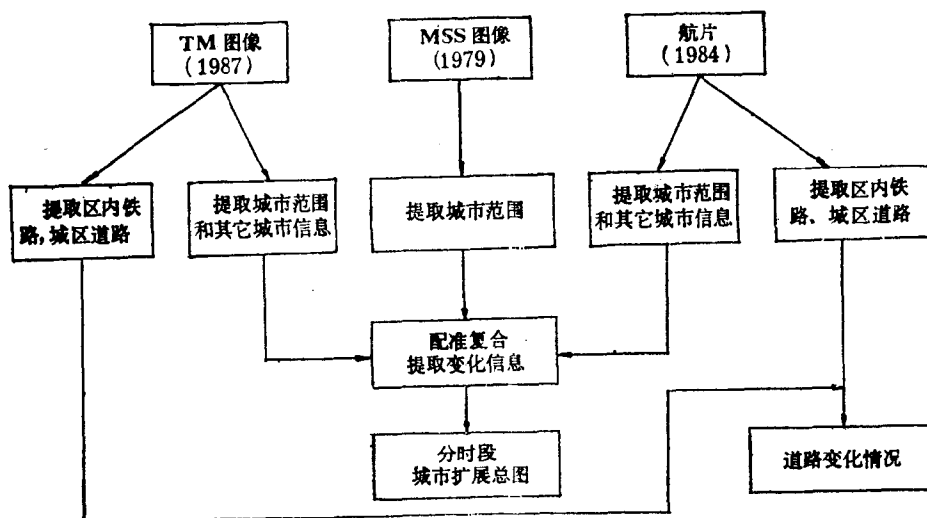 TM 图像
(1987)
MSS 图像
(1979)
航片
(1984)
提取区内铁
路,城区道路
提取城市范围
和其它城市信息
提取城市范围
提取城市范围
和其它城市信息
提取区内铁
路、城区道路
配准复合
提取变化信息
分时段
城市扩展总图
道路变化情况